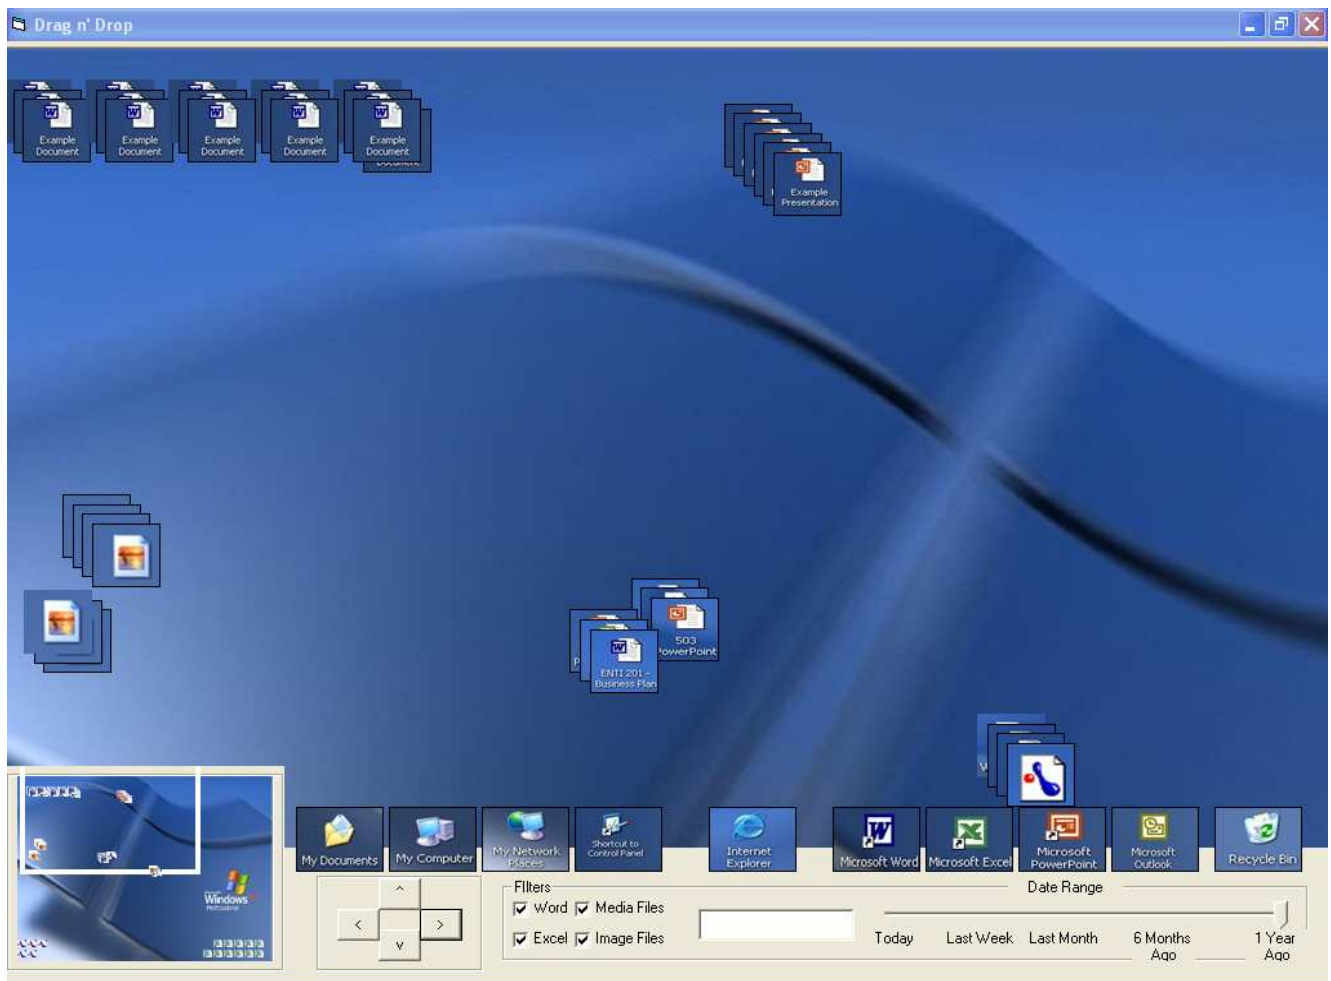 Drag n' Drop
Example
Document
Example
Document
Example
Document
Example
Document
Example
Document
Document
Example
Presentation
503
PowerPoint
ENTI 201 -
Business Plan
Windows
My Documents
My Computer
My Network
Places
Shortcut to
Control Panel
Internet
Explorer
Microsoft Word
Microsoft Excel
Microsoft
PowerPoint
Microsoft
Outlook
Recycle Bin
FIlters
Date Range
Word
Media Files
Excel
Image Files
Today
Last Week
Last Month
6 Months
Ago
1 Year
Ago